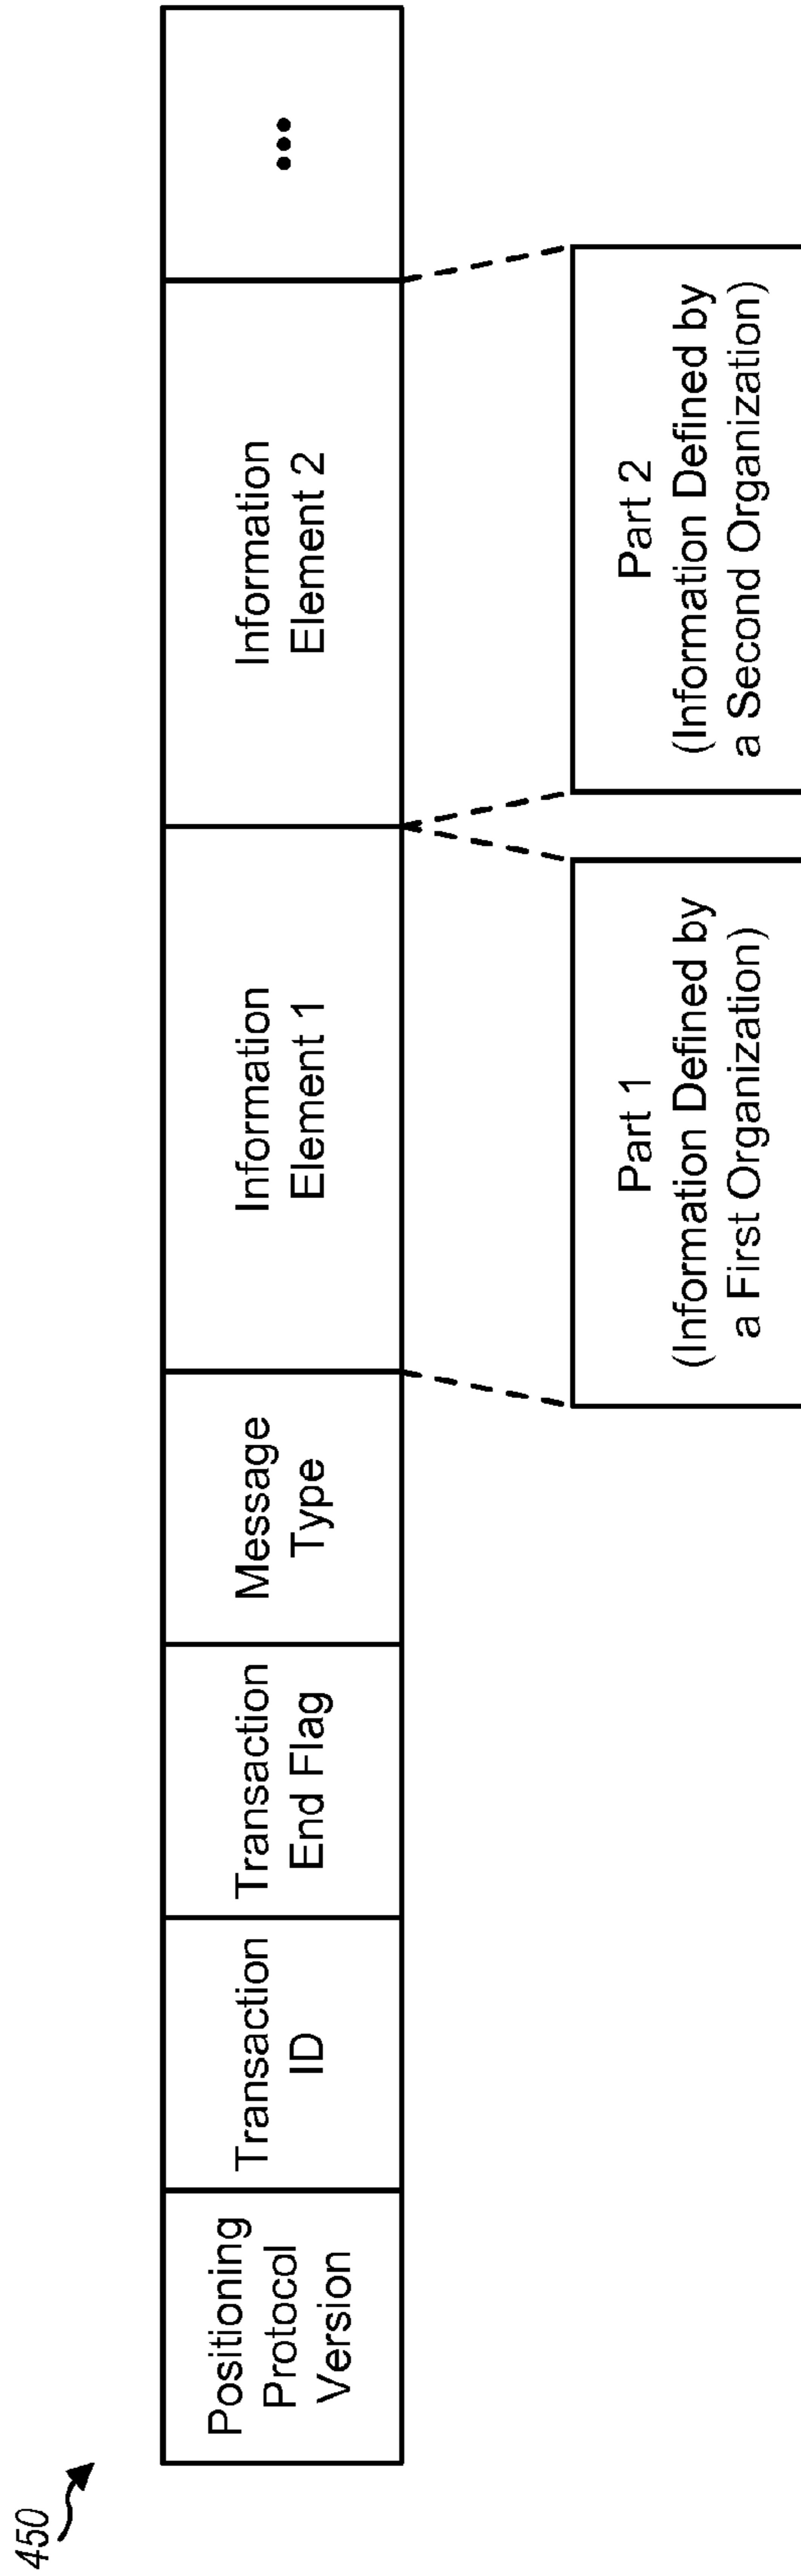 450
Positioning
Protocol
Version
Transaction
ID
Transaction
End Flag
Message
Type
Information
Element 1
Information
Element 2
•••
Part 1
(Information Defined by
a First Organization)
Part 2
(Information Defined by
a Second Organization)